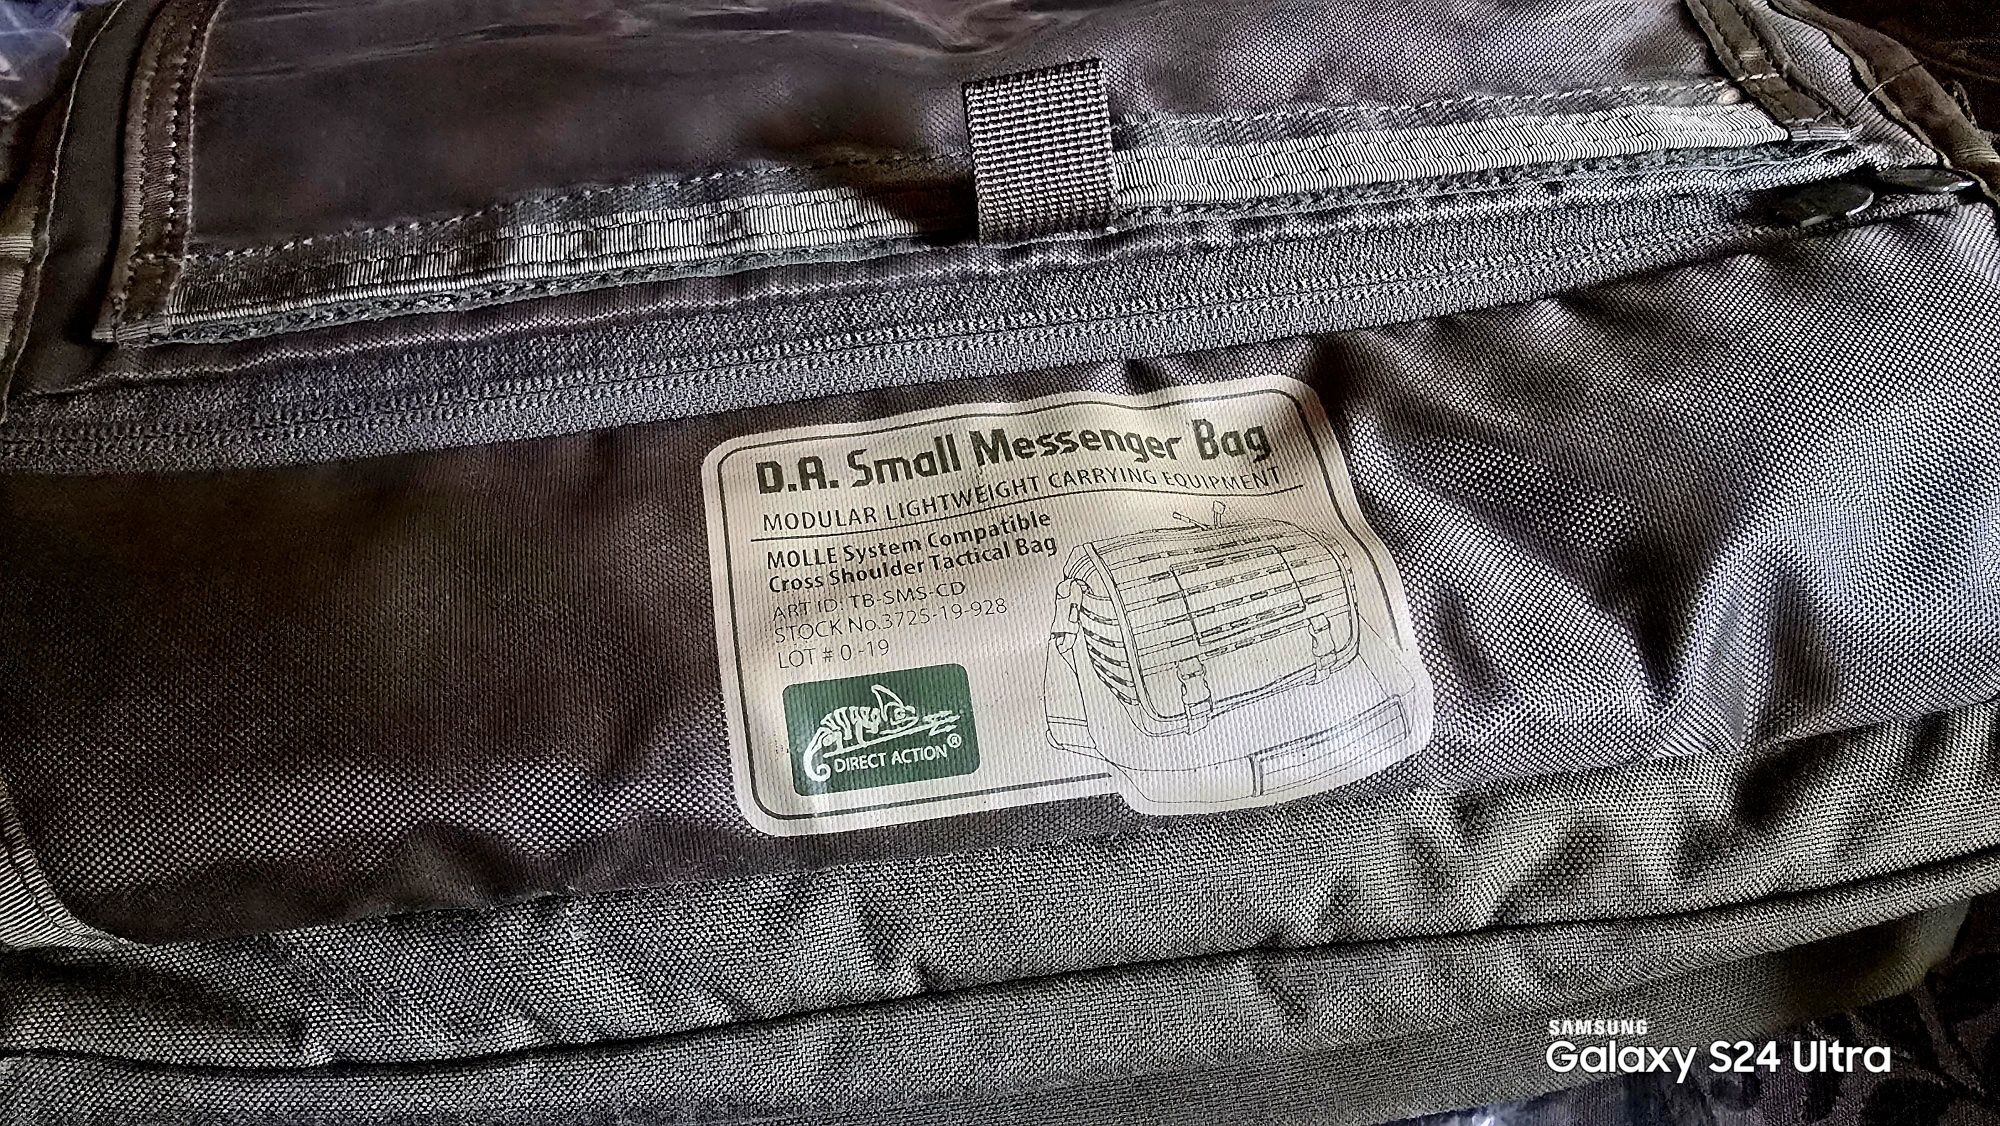 D.A. Small Messenger Bag
MODULAR LIGHTWEIGHT CARRYING EQUIPMENT
MOLLE System Compatible
Cross Shoulder Tactical Bag
ART ID: TB-SMS-CD
STOCK No.3725-19-928
LOT # 0-19
DIRECT ACTION®
SAMSUNG
Galaxy S24 Ultra